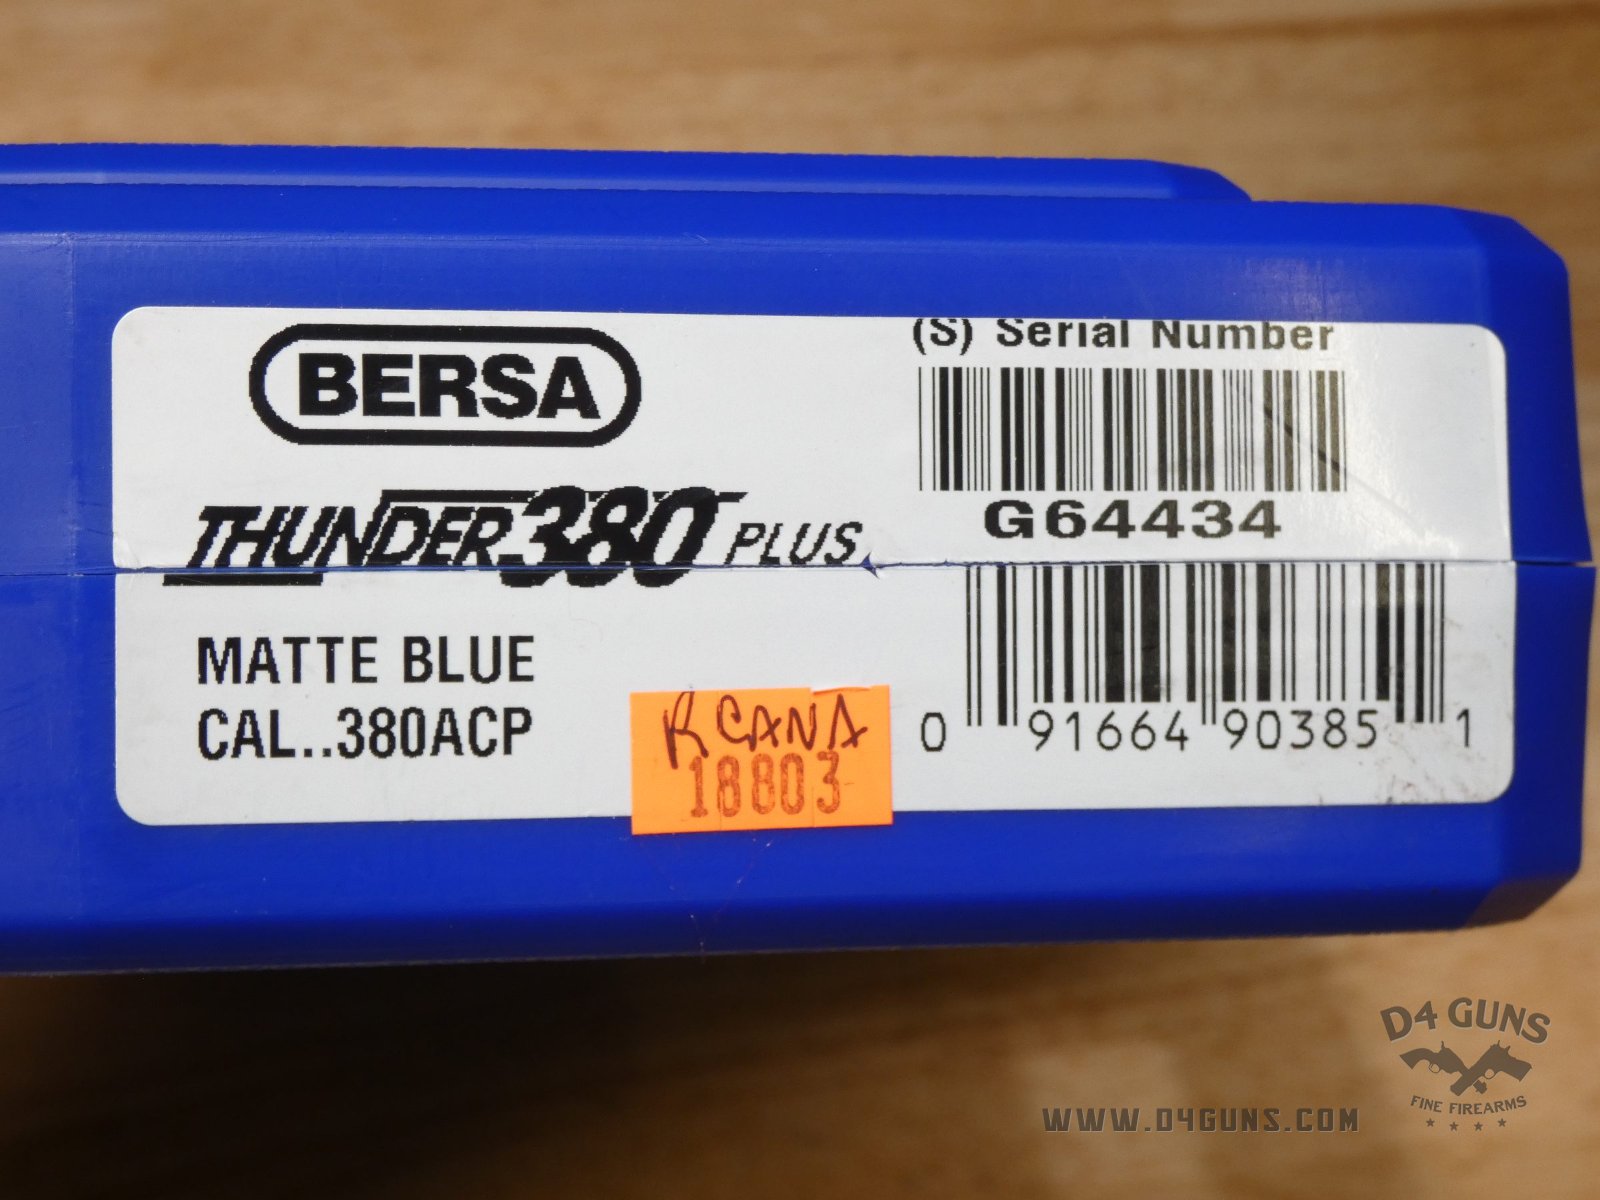 BERSA
THUNDER 380 PLUS
MATTE BLUE
CAL..380ACP
(S) Serial Number
G64434
0 91664 90385 1
R CANA
18803
D4 GUNS
FINE FIREARMS
WWW.D4GUNS.COM